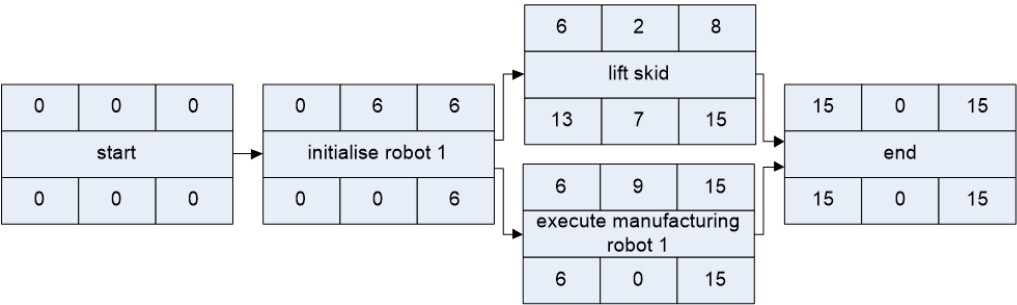 0 0 0
start
0 0 0
0 6 6
initialise robot 1
0 0 6
6 2 8
lift skid
13 7 15
6 9 15
execute manufacturing
robot 1
6 0 15
15 0 15
end
15 0 15